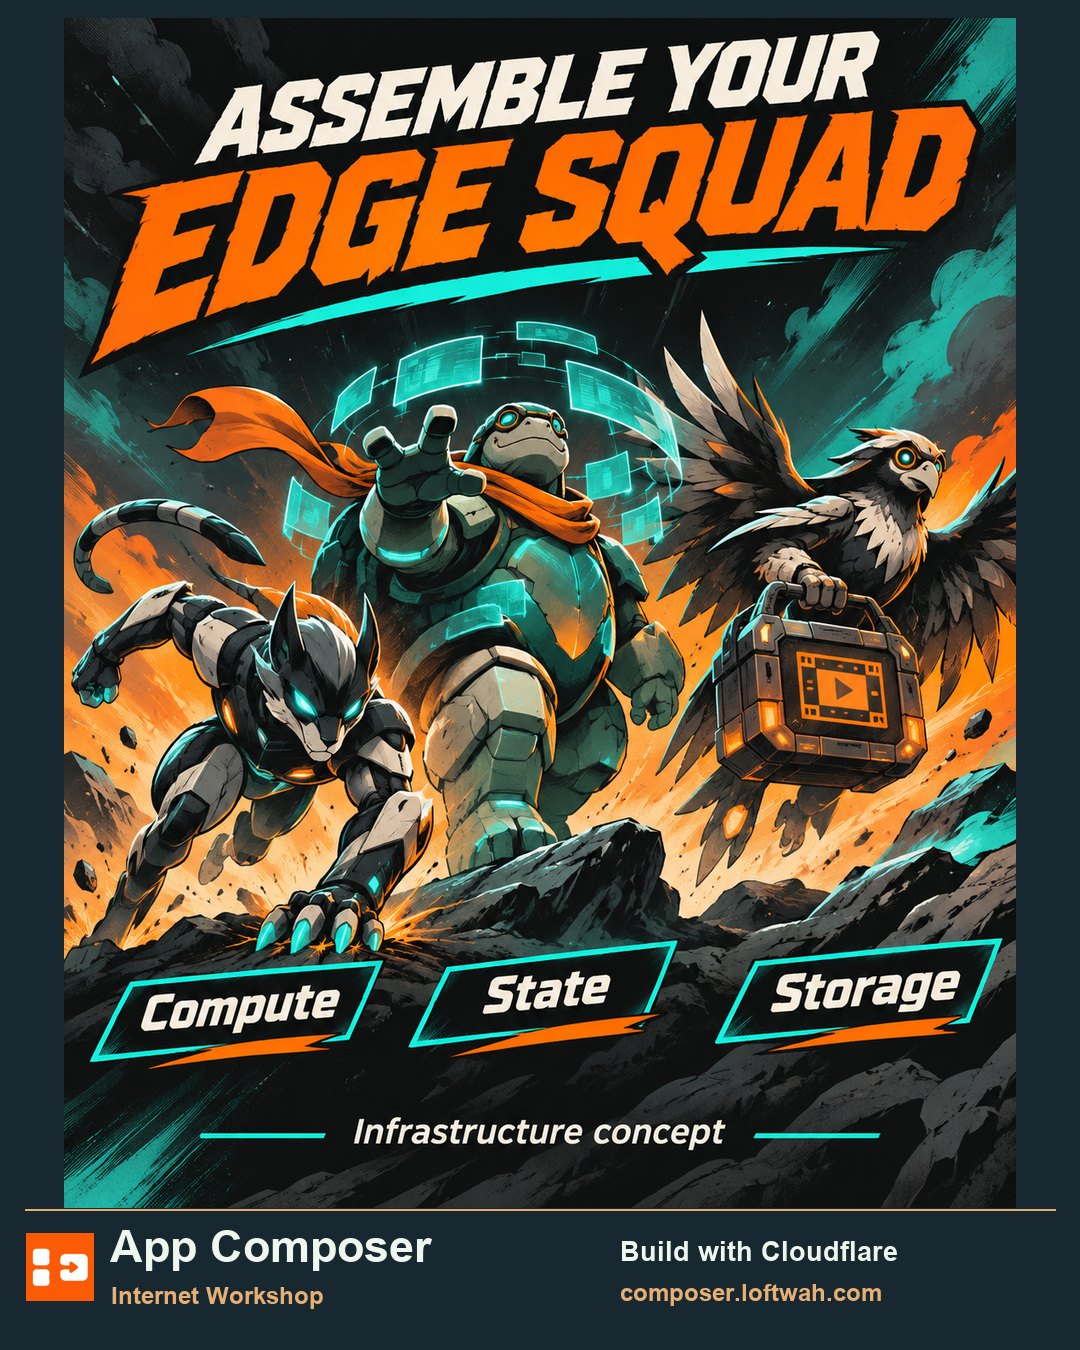 ASSEMBLE YOUR
EDGE SQUAD
Compute
State
Storage
Infrastructure concept
App Composer
Internet Workshop
Build with Cloudflare
composer.loftwah.com